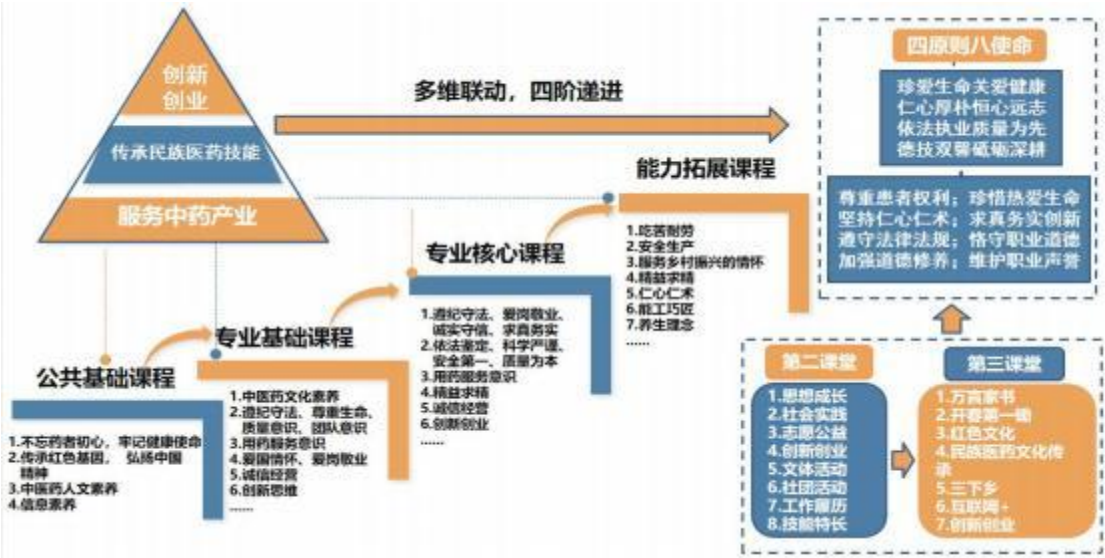 创新
创业
传承民族医药技能
服务中药产业
多维联动，四阶递进
四原则八使命
珍爱生命关爱健康
仁心厚朴恒心远志
依法执业质量为先
德技双馨砥砺深耕
尊重患者权利；珍惜热爱生命
坚持仁心仁术；求真务实创新
遵守法律法规；恪守职业道德
加强道德修养；维护职业声誉
公共基础课程
1.不忘药者初心，牢记健康使命
2.传承红色基因，弘扬中国
精神
3.中医药人文素养
4.信息素养
专业基础课程
1.中医药文化素养
2.遵纪守法、尊重生命、
质量意识、团队意识
3.用药服务意识
4.爱国情怀、爱岗敬业
5.诚信经营
6.创新思维
专业核心课程
1.遵纪守法、爱岗敬业、
诚实守信、求真务实
2.依法鉴定、科学严谨、
安全第一、质量为本
3.用药服务意识
4.精益求精
5.诚信经营
6.创新创业
......
能力拓展课程
1.吃苦耐劳
2.安全生产
3.服务乡村振兴的情怀
4.精益求精
5.仁心仁术
6.能工巧匠
7.养生理念
......
第二课堂
1.思想成长
2.社会实践
3.志愿公益
4.创新创业
5.文体活动
6.社团活动
7.工作履历
8.技能特长
第三课堂
1.万言家书
2.开春第一锄
3.红色文化
4.民族医药文化传
承
5.三下乡
6.互联网+
7.创新创业